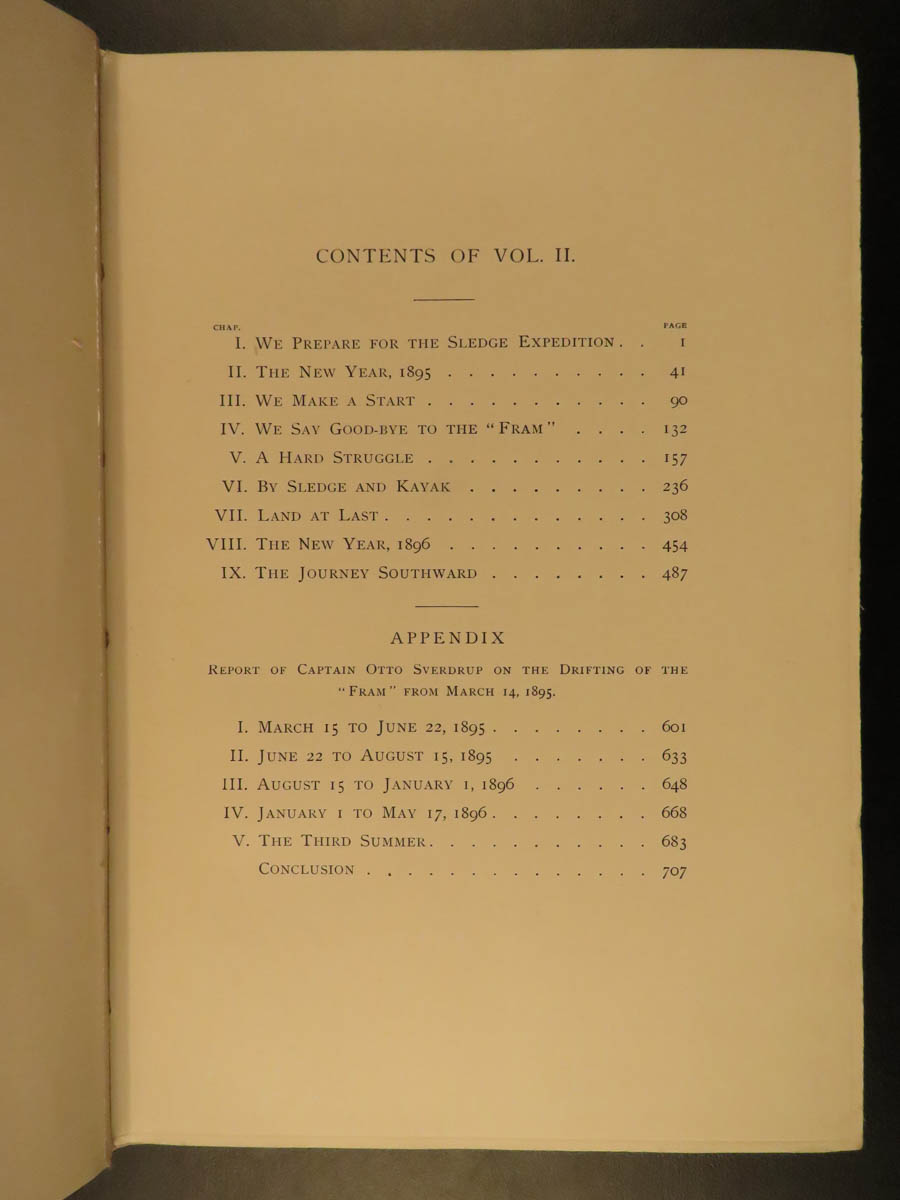 CONTENTS OF VOL. II.
CHAP. PAGE
I. WE PREPARE FOR THE SLEDGE EXPEDITION . . 1
II. THE NEW YEAR, 1895 . . . . . . . . . . 41
III. WE MAKE A START . . . . . . . . . . . 90
IV. WE SAY GOOD-BYE TO THE "FRAM" . . . . 132
V. A HARD STRUGGLE . . . . . . . . . . . 157
VI. BY SLEDGE AND KAYAK . . . . . . . . . 236
VII. LAND AT LAST . . . . . . . . . . . . . 308
VIII. THE NEW YEAR, 1896 . . . . . . . . . . 454
IX. THE JOURNEY SOUTHWARD . . . . . . . . 487
APPENDIX
REPORT OF CAPTAIN OTTO SVERDRUP ON THE DRIFTING OF THE
"FRAM" FROM MARCH 14, 1895.
I. MARCH 15 TO JUNE 22, 1895 . . . . . . . . 601
II. JUNE 22 TO AUGUST 15, 1895 . . . . . . . 633
III. AUGUST 15 TO JANUARY 1, 1896 . . . . . . 648
IV. JANUARY 1 TO MAY 17, 1896 . . . . . . . . 668
V. THE THIRD SUMMER . . . . . . . . . . . 683
CONCLUSION . . . . . . . . . . . . . . 707